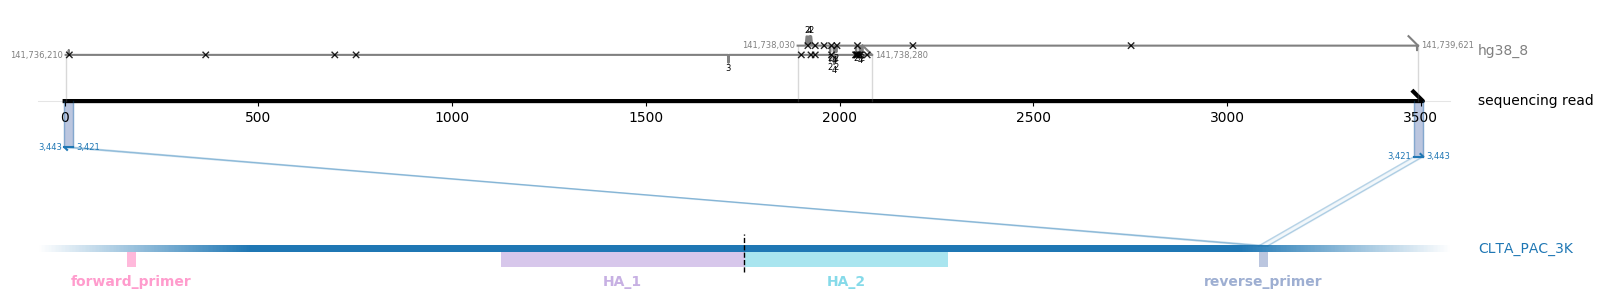 141,738,030
141,739,621
hg38_8
141,736,210
141,738,280
3
sequencing read
0 500 1000 1500 2000 2500 3000 3500
3,443 3,421
3,421 3,443
CLTA_PAC_3K
forward_primer HA_1 HA_2 reverse_primer